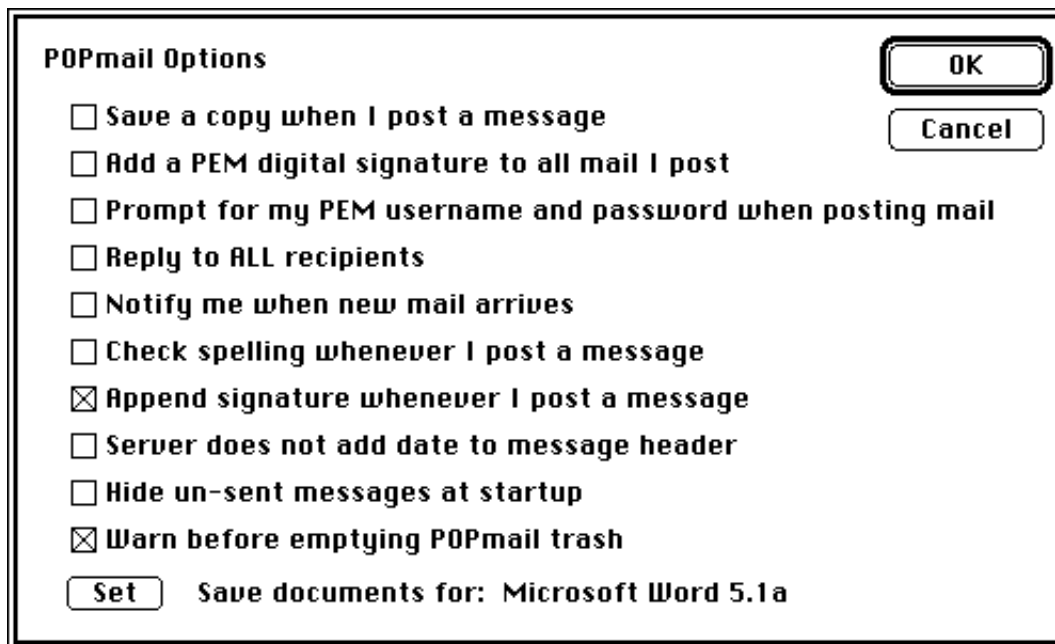 POPmail Options
OK
Save a copy when I post a message
Cancel
Add a PEM digital signature to all mail I post
Prompt for my PEM username and password when posting mail
Reply to ALL recipients
Notify me when new mail arrives
Check spelling whenever I post a message
Append signature whenever I post a message
Server does not add date to message header
Hide un-sent messages at startup
Warn before emptying POPmail trash
Set Save documents for: Microsoft Word 5.1a